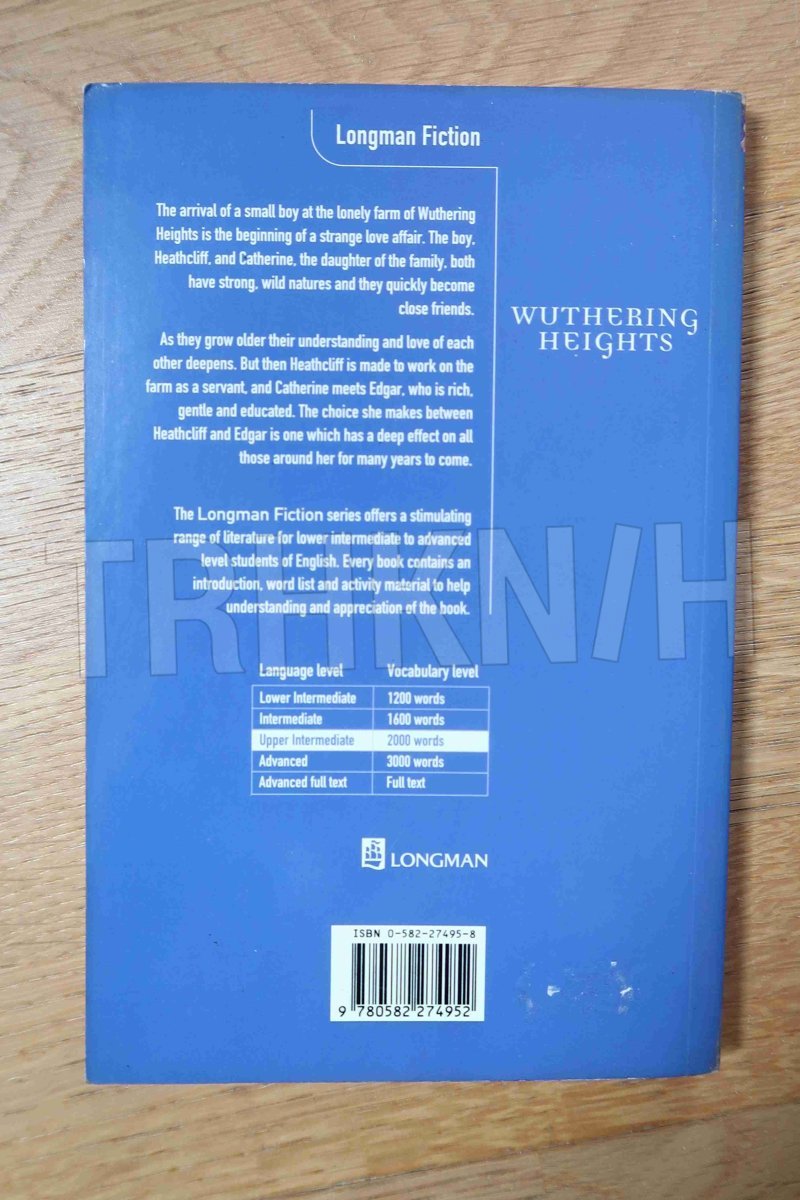 Longman Fiction
The arrival of a small boy at the lonely farm of Wuthering
Heights is the beginning of a strange love affair. The boy,
Heathcliff, and Catherine, the daughter of the family, both
have strong, wild natures and they quickly become
close friends.
As they grow older their understanding and love of each
other deepens. But then Heathcliff is made to work on the
farm as a servant, and Catherine meets Edgar, who is rich,
gentle and educated. The choice she makes between
Heathcliff and Edgar is one which has a deep effect on all
those around her for many years to come.
The Longman Fiction series offers a stimulating
range of literature for lower intermediate to advanced
level students of English. Every book contains an
introduction, word list and activity material to help
understanding and appreciation of the book.
WUTHERING
HEIGHTS
TRHKN/H
Language level Vocabulary level
Lower Intermediate 1200 words
Intermediate 1600 words
Upper Intermediate 2000 words
Advanced 3000 words
Advanced full text Full text
LONGMAN
ISBN 0-582-27495-8
9 780582 274952